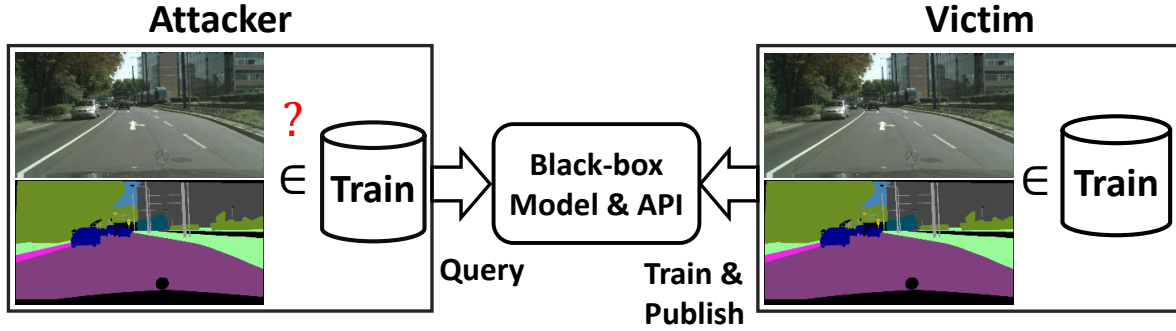 Attacker
Victim
?
∈
Train
Black-box
Model & API
∈
Train
Query
Train &
Publish